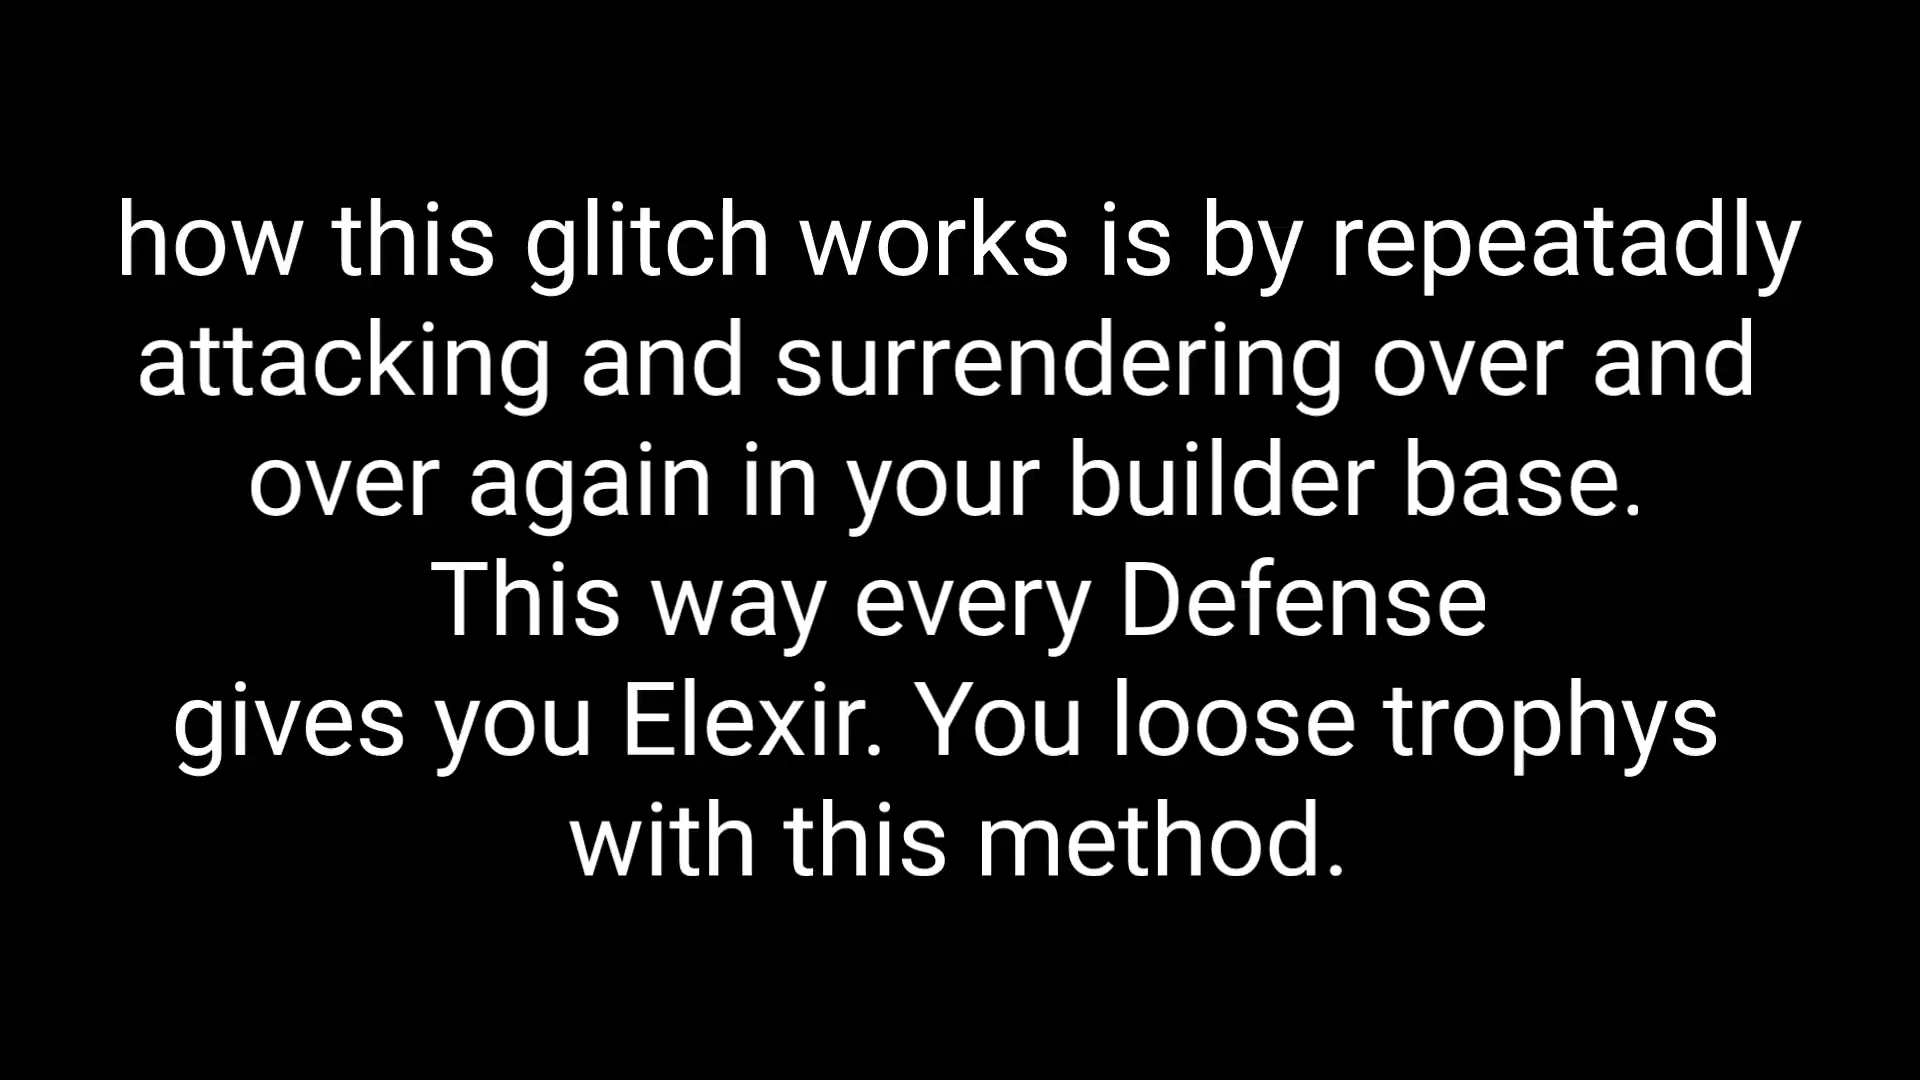 how this glitch works is by repeatadly
attacking and surrendering over and
over again in your builder base.
This way every Defense
gives you Elexir. You loose trophys
with this method.